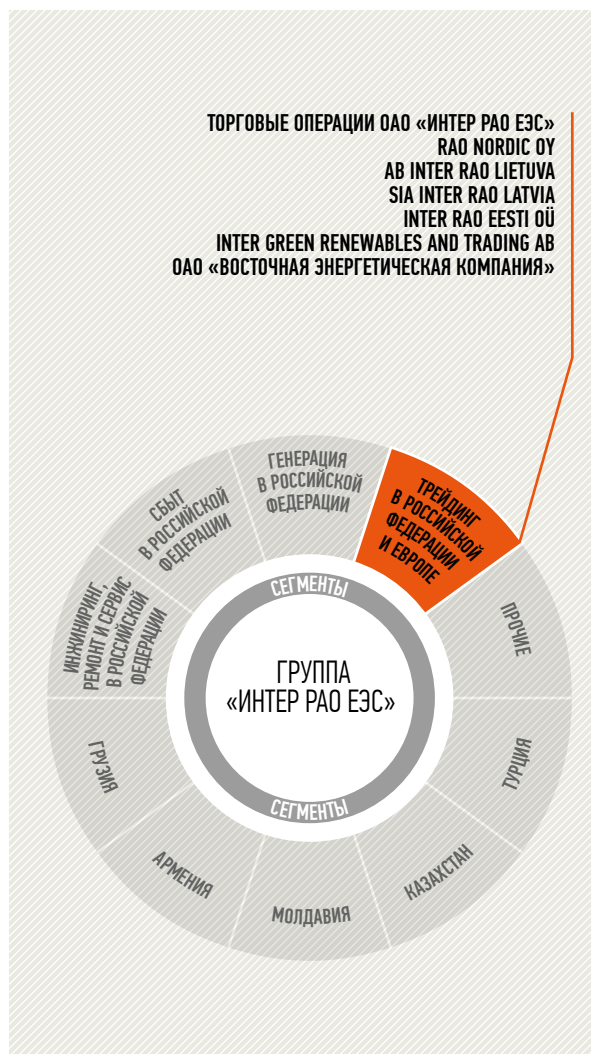 ТОРГОВЫЕ ОПЕРАЦИИ ОАО «ИНТЕР РАО ЕЭС»
RAO NORDIC OY
AB INTER RAO LIETUVA
SIA INTER RAO LATVIA
INTER RAO EESTI OÜ
INTER GREEN RENEWABLES AND TRADING AB
ОАО «ВОСТОЧНАЯ ЭНЕРГЕТИЧЕСКАЯ КОМПАНИЯ»
ГЕНЕРАЦИЯ
В РОССИЙСКОЙ
ФЕДЕРАЦИИ
ТРЕЙДИНГ
В РОССИЙСКОЙ
ФЕДЕРАЦИИ
И ЕВРОПЕ
ПРОЧИЕ
ТУРЦИЯ
КАЗАХСТАН
МОЛДАВИЯ
АРМЕНИЯ
ГРУЗИЯ
ИНЖИНИРИНГ,
РЕМОНТ И СЕРВИС
В РОССИЙСКОЙ
ФЕДЕРАЦИИ
СБЫТ
В РОССИЙСКОЙ
ФЕДЕРАЦИИ
СЕГМЕНТЫ
ГРУППА
«ИНТЕР РАО ЕЭС»
СЕГМЕНТЫ